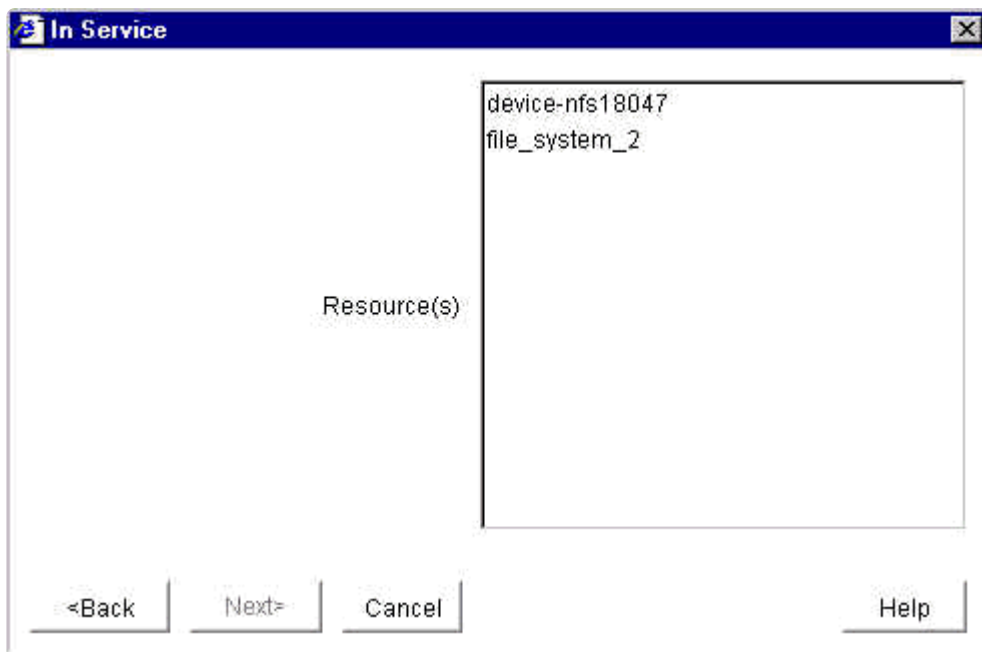 In Service
device-nfs18047
file_system_2
Resource(s)
<Back
Next>
Cancel
Help